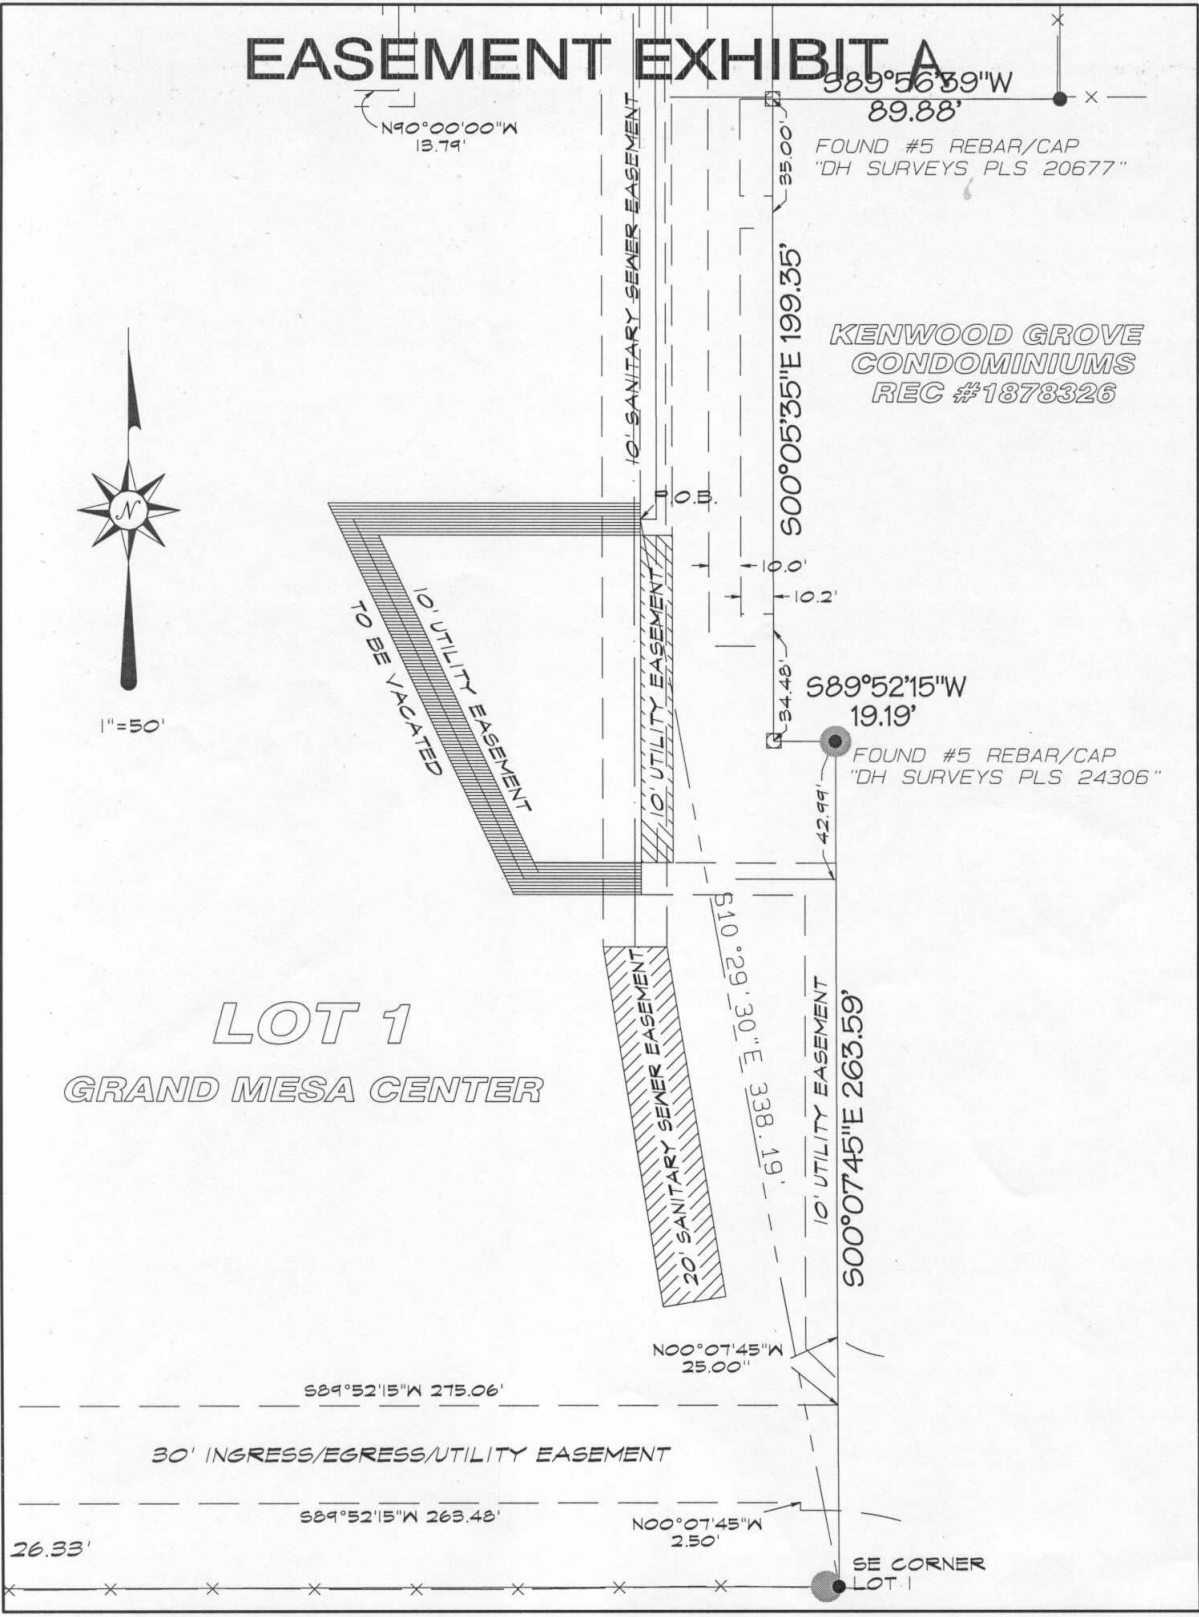 EASEMENT EXHIBIT A
S89°56'39"W
89.88'
N90°00'00"W
13.79'
FOUND #5 REBAR/CAP
"DH SURVEYS PLS 20677"
10' SANITARY SEWER EASEMENT
35.00'
S00°05'35"E 199.35'
KENWOOD GROVE
CONDOMINIUMS
REC #1878326
N
P.O.B.
10.0'
10.2'
10' UTILITY EASEMENT
TO BE VACATED
10' UTILITY EASEMENT
34.48'
S89°52'15"W
19.19'
1"=50'
FOUND #5 REBAR/CAP
"DH SURVEYS PLS 24306"
42.99'
S10°29'30"E 338.19'
LOT 1
GRAND MESA CENTER
20' SANITARY SEWER EASEMENT
10' UTILITY EASEMENT
S00°07'45"E 263.59'
N00°07'45"W
25.00"
S89°52'15"W 275.06'
30' INGRESS/EGRESS/UTILITY EASEMENT
S89°52'15"W 263.48'
N00°07'45"W
2.50'
26.33'
SE CORNER
LOT 1